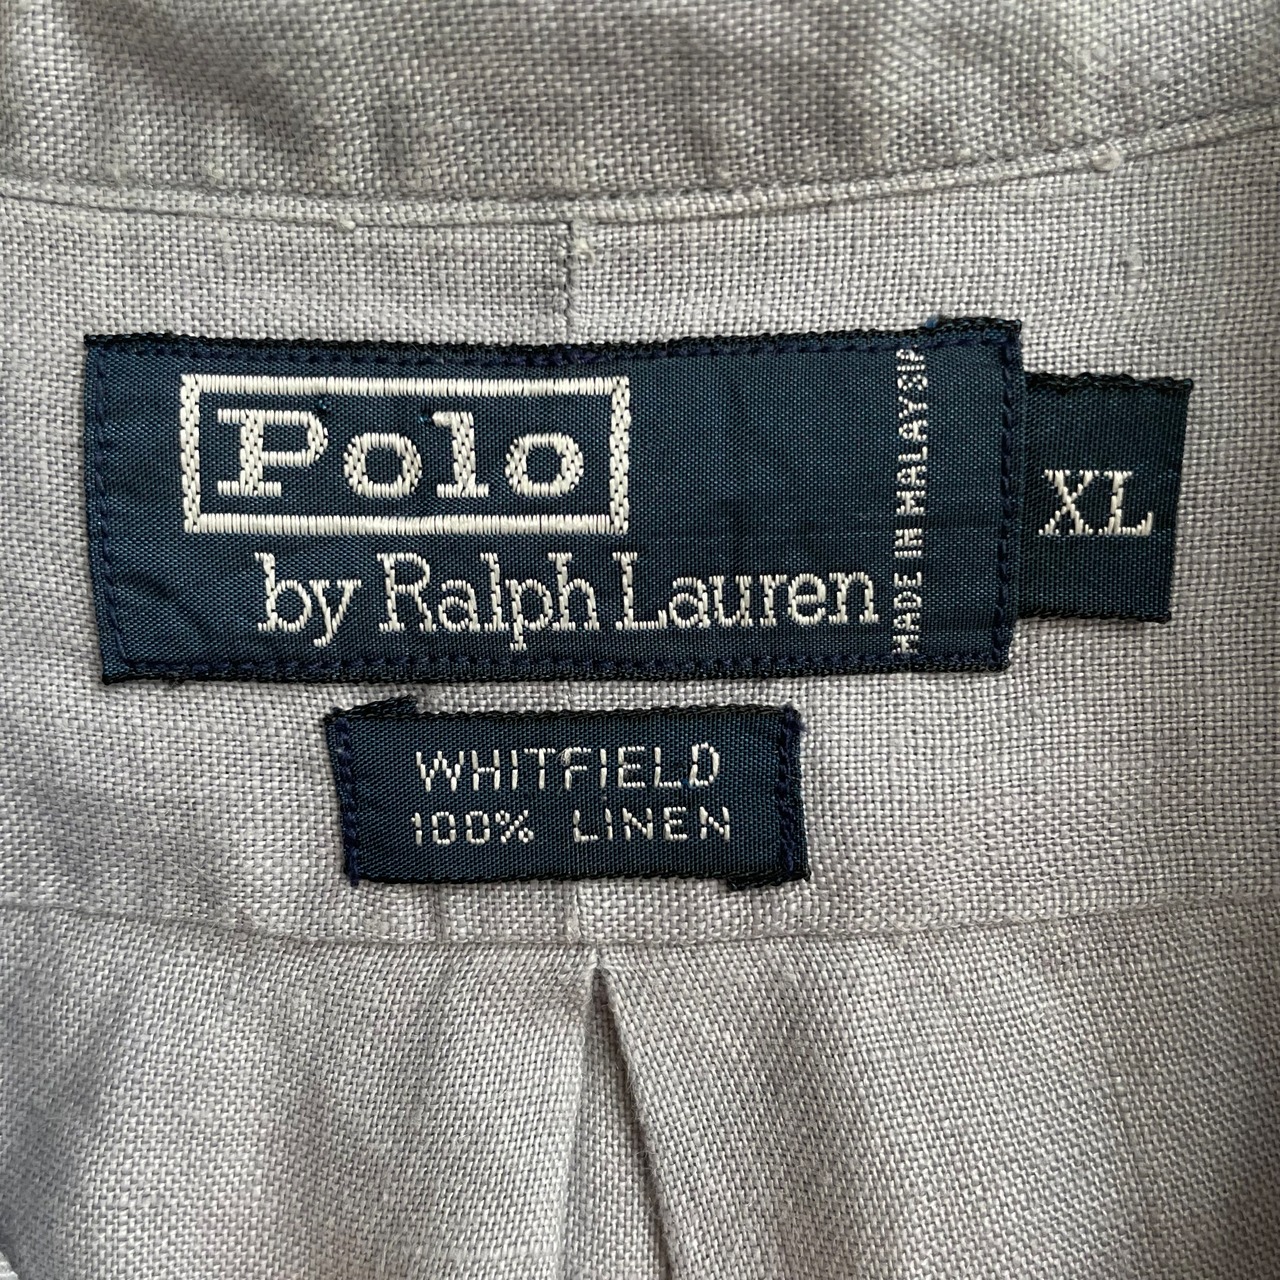 Polo
by Ralph Lauren
MADE IN MALAYSIA
XL
WHITFIELD
100% LINEN